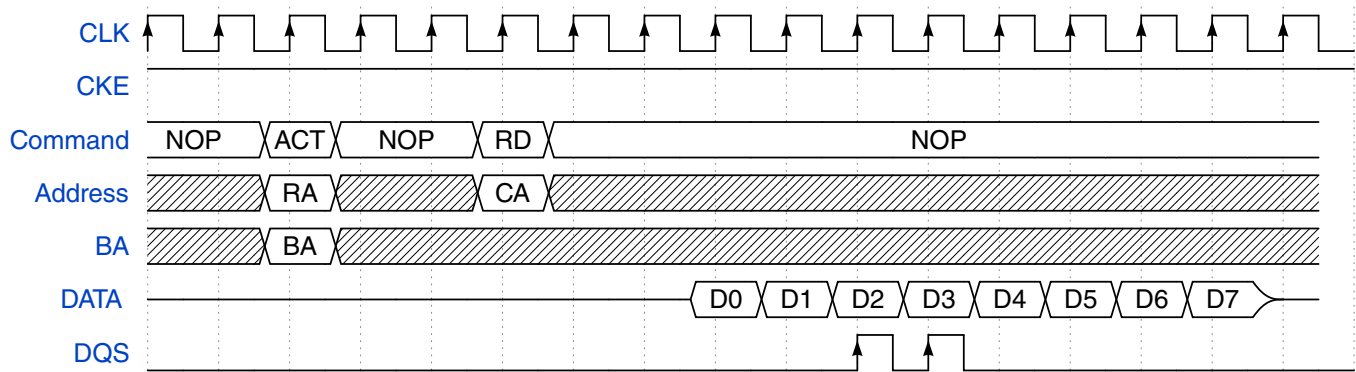 CLK
CKE
Command NOP ACT NOP RD NOP
Address RA CA
BA BA
DATA D0 D1 D2 D3 D4 D5 D6 D7
DQS